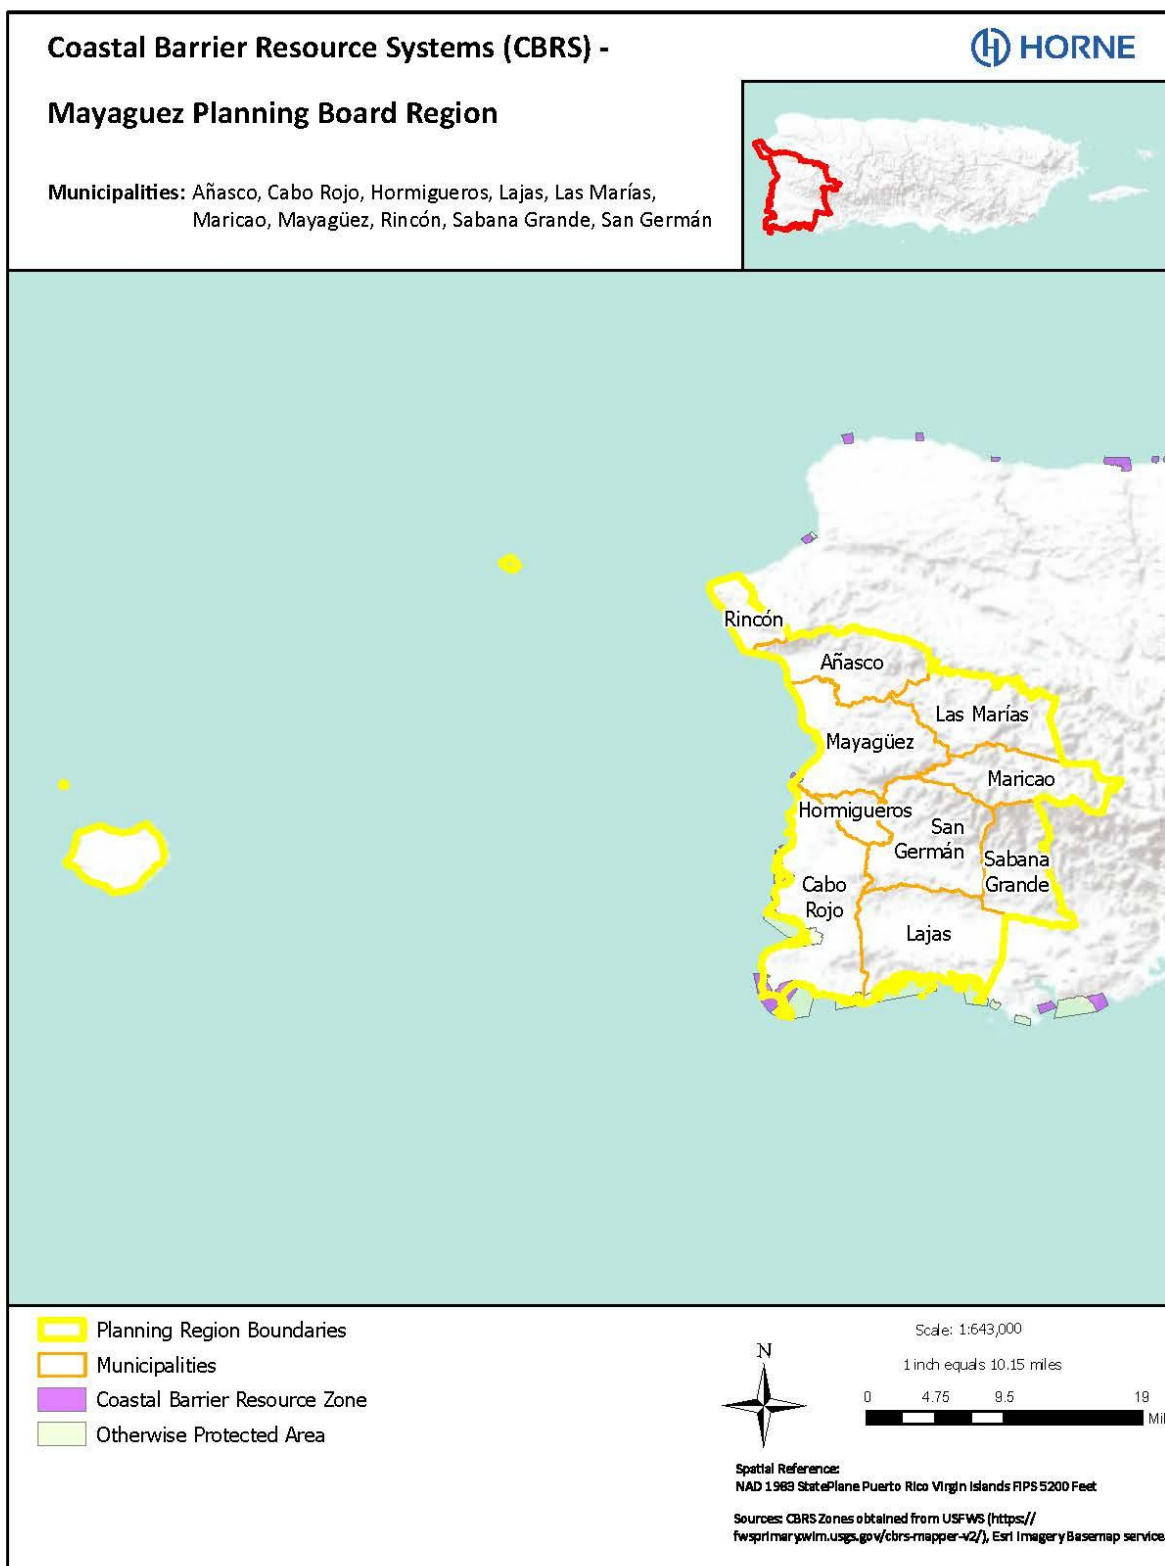 Coastal Barrier Resource Systems (CBRS) -
HORNE
Mayaguez Planning Board Region
Municipalities: Añasco, Cabo Rojo, Hormigueros, Lajas, Las Marías,
Maricao, Mayagüez, Rincón, Sabana Grande, San Germán
Rincón
Añasco
Las Marías
Mayagüez
Maricao
Hormigueros
San
Germán
Sabana
Grande
Cabo
Rojo
Lajas
Planning Region Boundaries
Municipalities
Coastal Barrier Resource Zone
Otherwise Protected Area
N
Scale: 1:643,000
1 inch equals 10.15 miles
0 4.75 9.5 19
Mil
Spatial Reference:
NAD 1983 StatePlane Puerto Rico Virgin Islands FIPS 5200 Feet
Sources: CBRS Zones obtained from USFWS (https://
fwsprimary.wim.usgs.gov/cbrs-mapper-v2/), Esri Imagery Basemap service